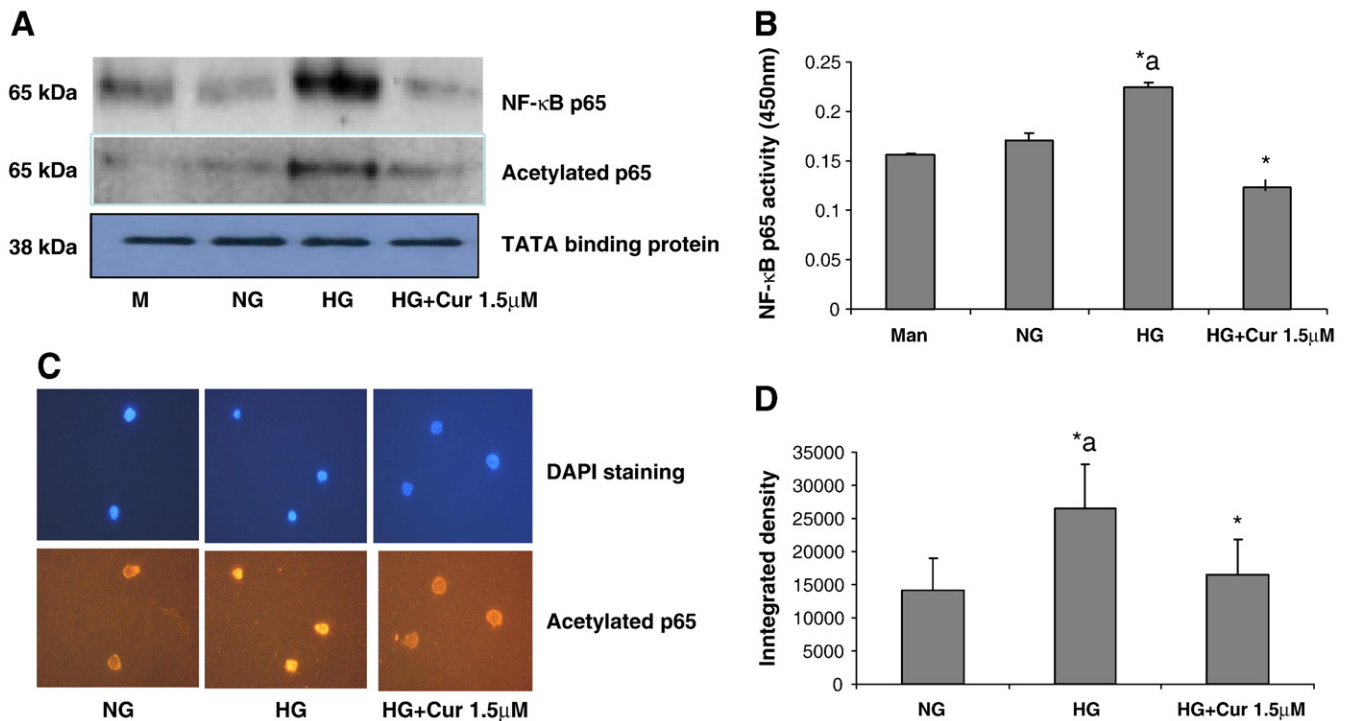 A
65 kDa
NF-κB p65
65 kDa
Acetylated p65
38 kDa
TATA binding protein
M NG HG HG+Cur 1.5μM
B
NF-κB p65 activity (450nm)
0.25
0.2
0.15
0.1
0.05
0
*a
*
Man NG HG HG+Cur 1.5μM
C
DAPI staining
Acetylated p65
NG HG HG+Cur 1.5μM
D
Inntegrated density
35000
30000
25000
20000
15000
10000
5000
0
*a
*
NG HG HG+Cur 1.5μM